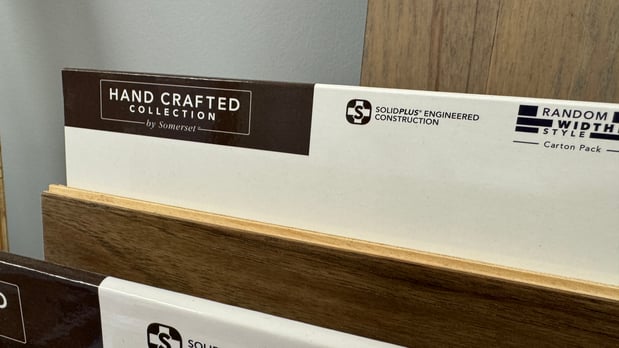 HAND CRAFTED
COLLECTION
by Somerset
SOLIDPLUS® ENGINEERED
CONSTRUCTION
RANDOM
WIDTH
STYLE
Carton Pack
S